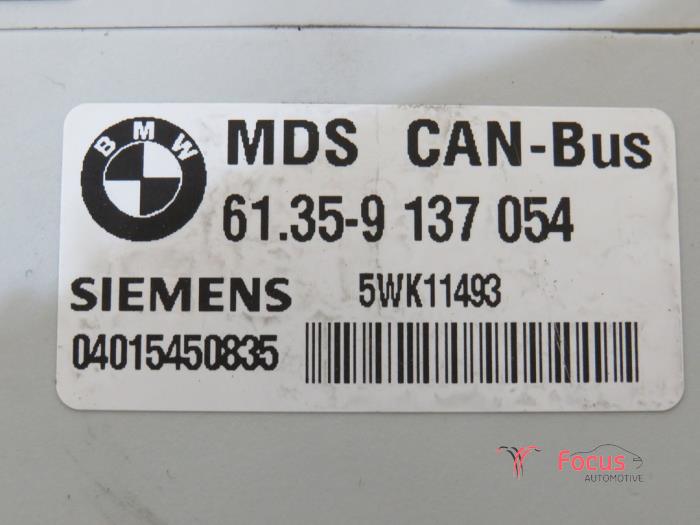 BMW
MDS CAN-Bus
61.35-9 137 054
SIEMENS 5WK11493
04015450835
Focus
AUTOMOTIVE